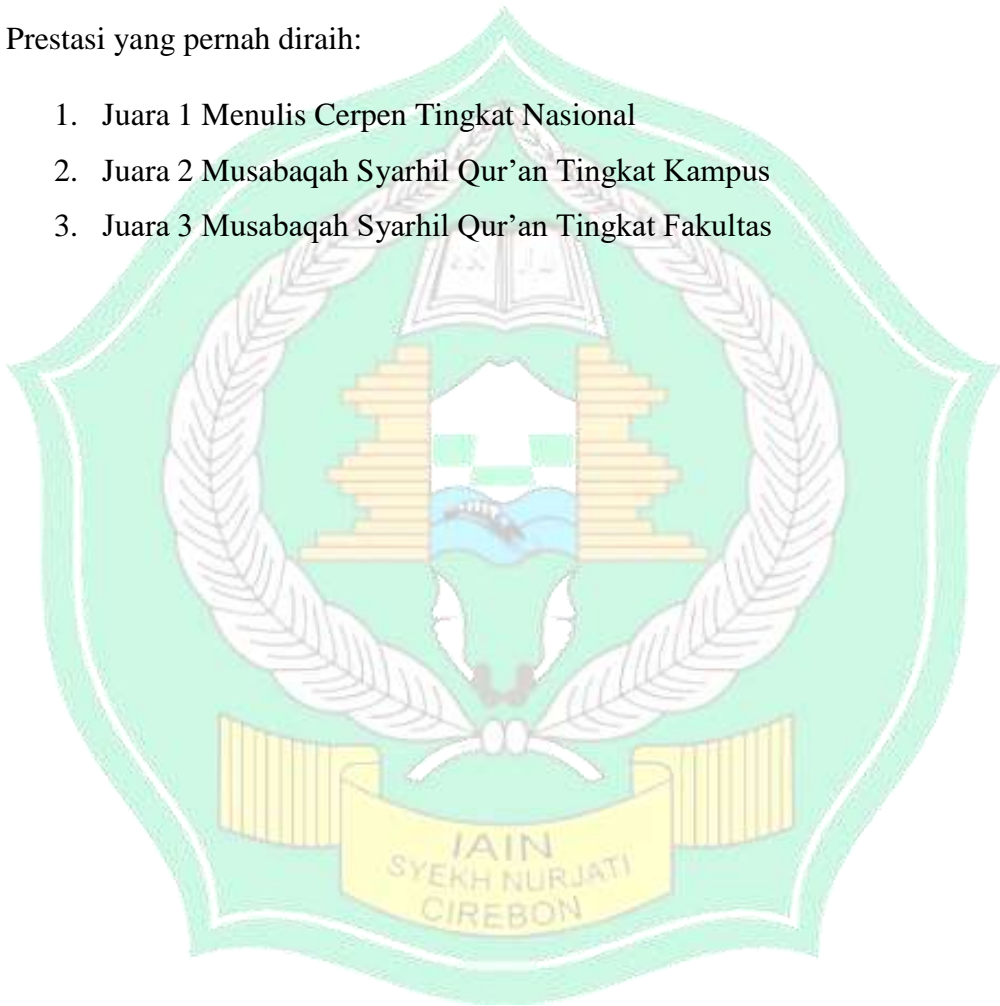 Prestasi yang pernah diraih:
1. Juara 1 Menulis Cerpen Tingkat Nasional
2. Juara 2 Musabaqah Syarhil Qur’an Tingkat Kampus
3. Juara 3 Musabaqah Syarhil Qur’an Tingkat Fakultas
IAIN
SYEKH NURJATI
CIREBON